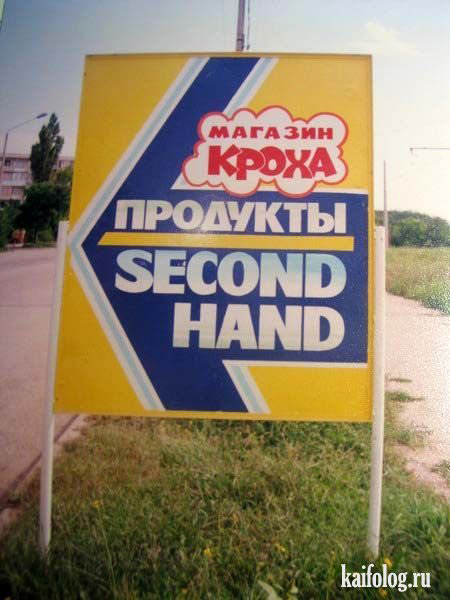 МАГАЗИН
КРОХА
ПРОДУКТЫ
SECOND
HAND
kaifolog.ru